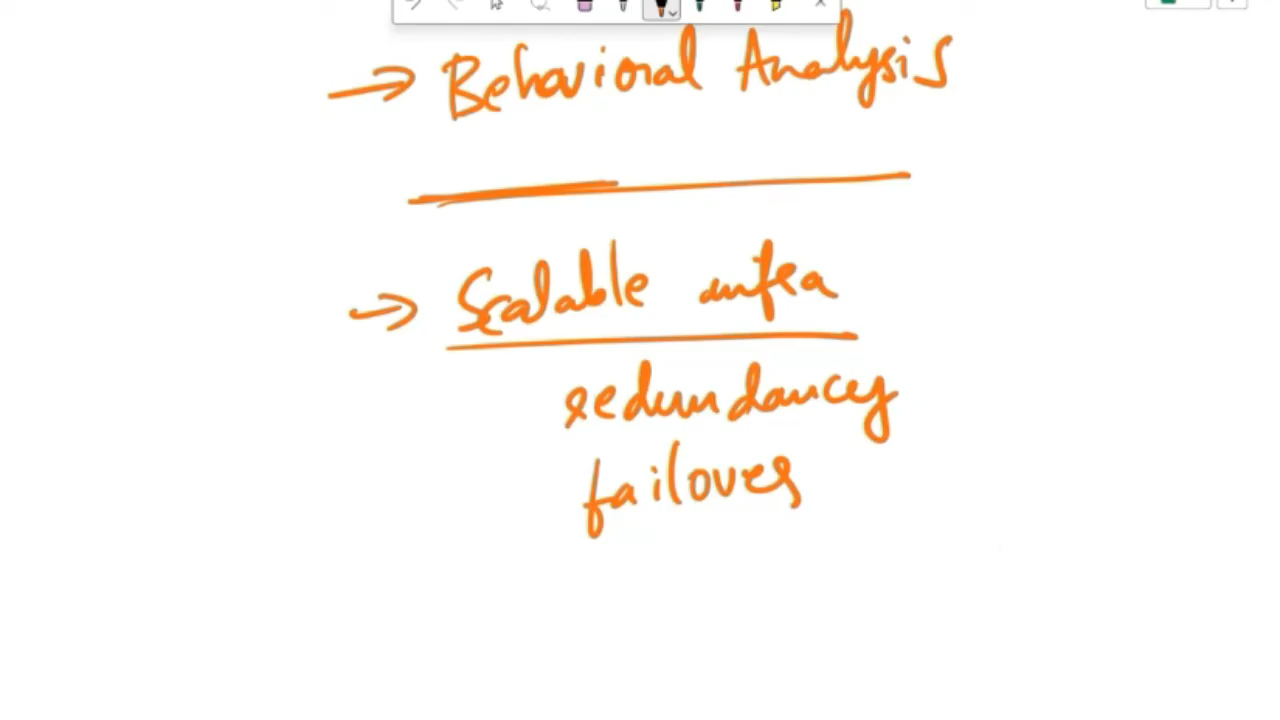 → Behavioral Analysis
→ Scalable infra
redundancy
failover